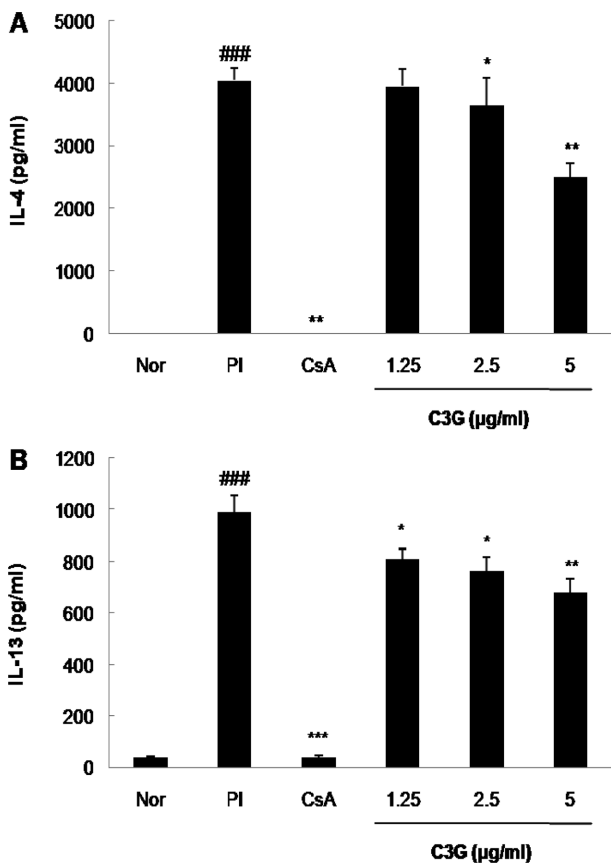 A
IL-4 (pg/ml)
5000
4000
3000
2000
1000
0
###
*
**
**
Nor PI CsA 1.25 2.5 5
C3G (µg/ml)
B
IL-13 (pg/ml)
1200
1000
800
600
400
200
0
###
*
*
**
***
Nor PI CsA 1.25 2.5 5
C3G (µg/ml)